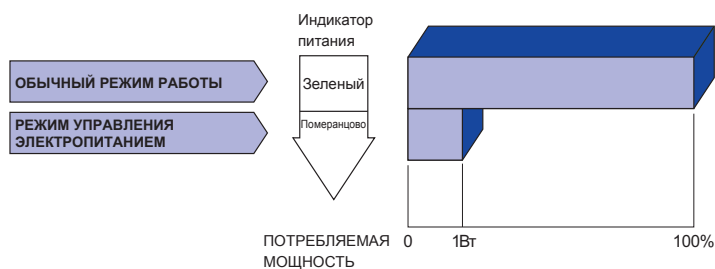 Индикатор
питания
ОБЫЧНЫЙ РЕЖИМ РАБОТЫ
Зеленый
РЕЖИМ УПРАВЛЕНИЯ
ЭЛЕКТРОПИТАНИЕМ
Померанцово
ПОТРЕБЛЯЕМАЯ
МОЩНОСТЬ
0 1Вт 100%